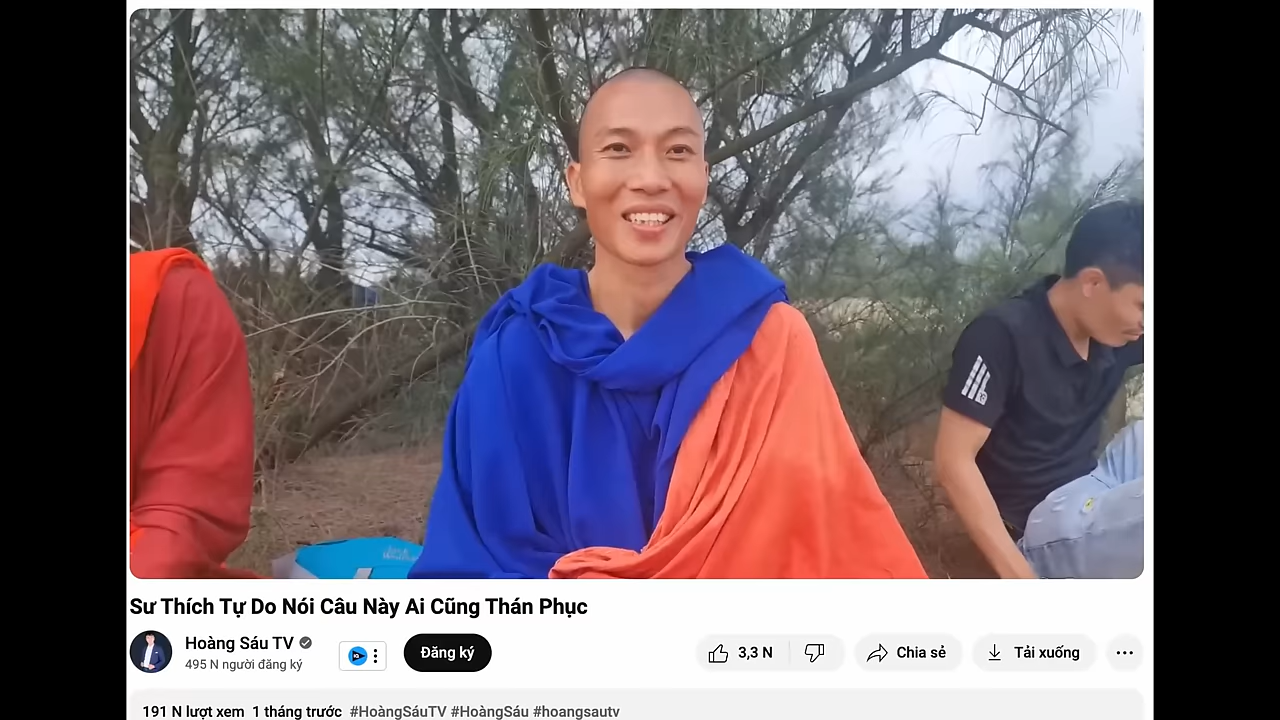 Sư Thích Tự Do Nói Câu Này Ai Cũng Thán Phục
Hoàng Sáu TV
495 N người đăng ký
Đăng ký
3,3 N
Chia sẻ
Tải xuống
191 N lượt xem 1 tháng trước #HoàngSáuTV #HoàngSáu #hoangsautv